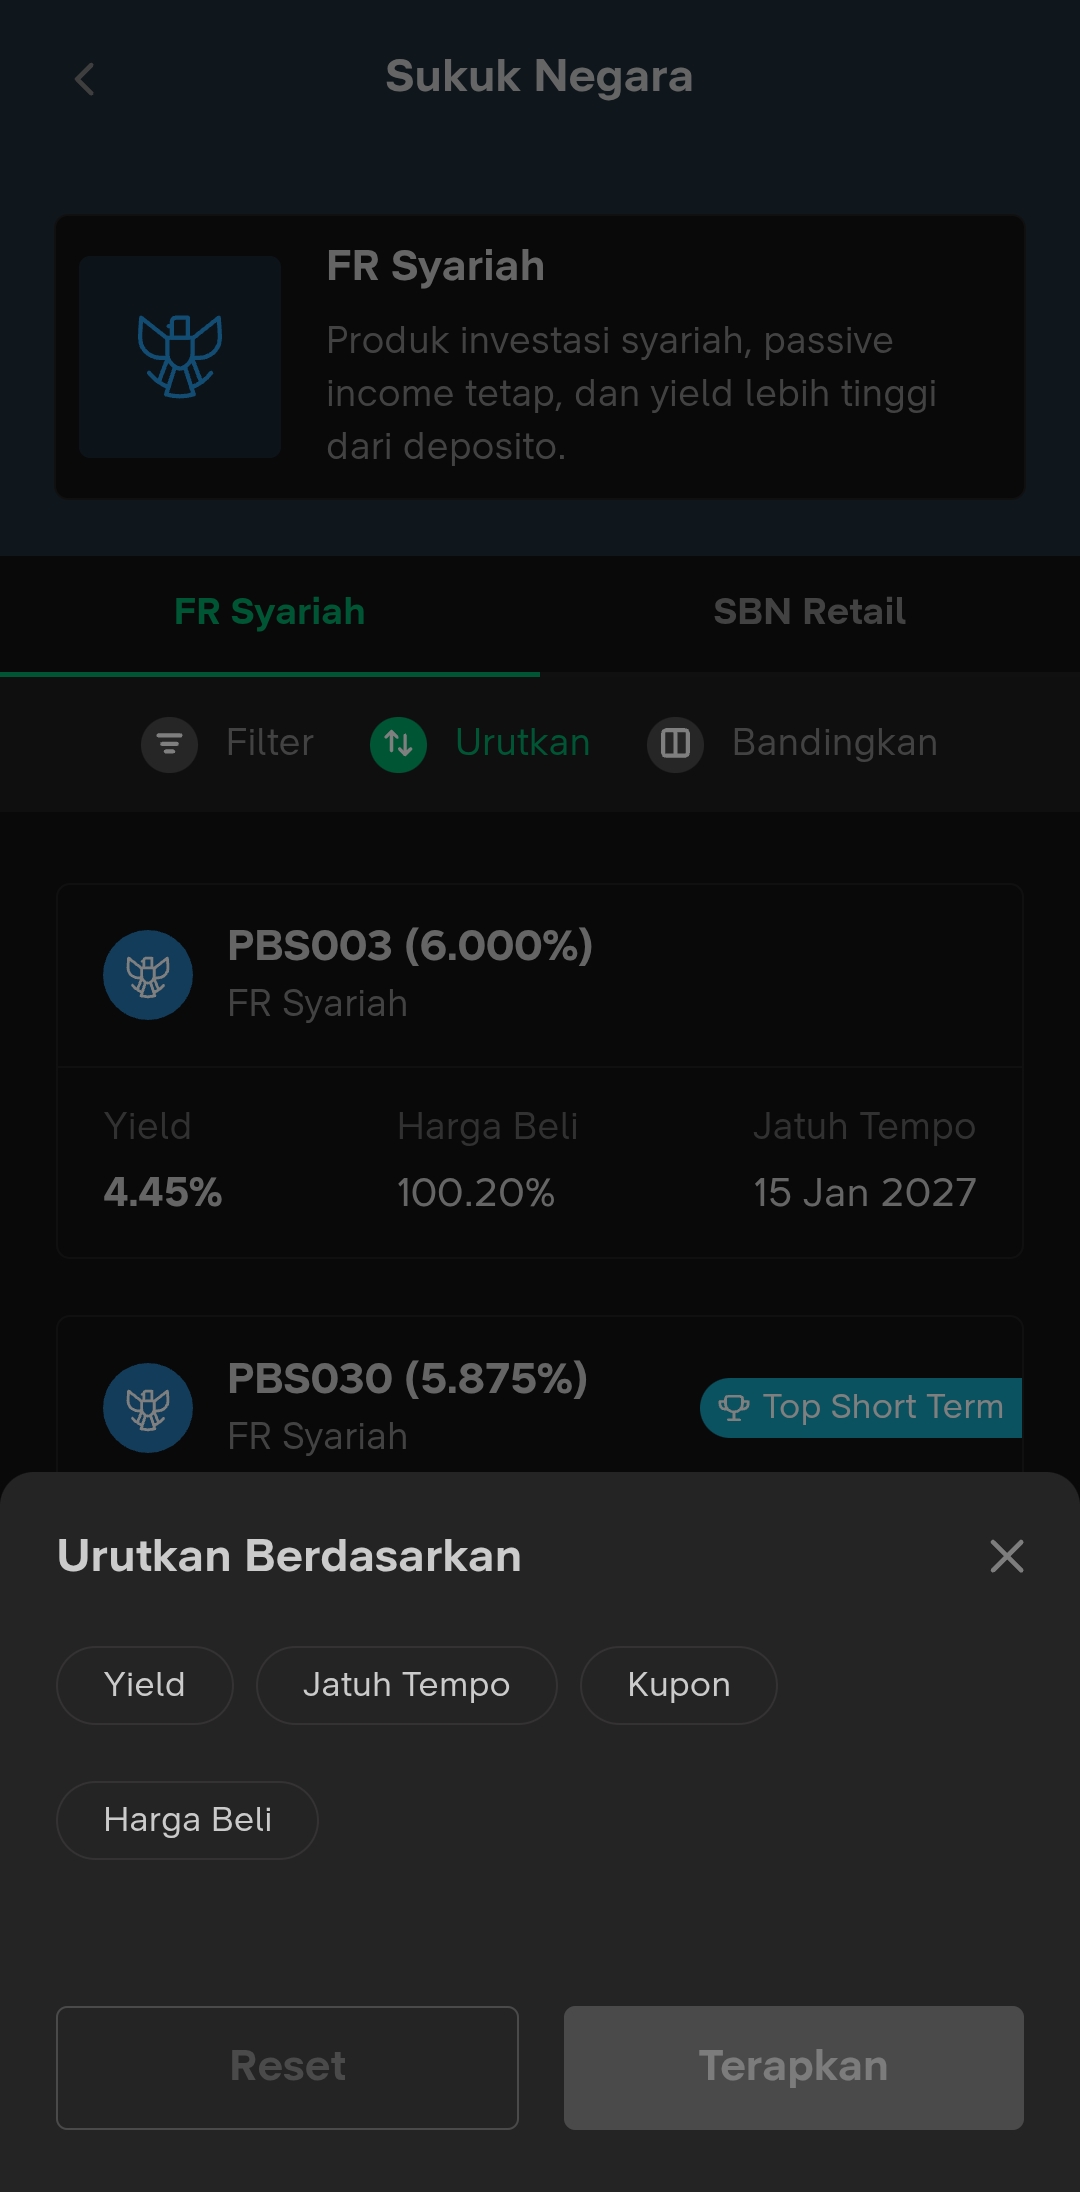 Sukuk Negara
FR Syariah
Produk investasi syariah, passive
income tetap, dan yield lebih tinggi
dari deposito.
FR Syariah
SBN Retail
Filter
Urutkan
Bandingkan
PBS003 (6.000%)
FR Syariah
Yield
Harga Beli
Jatuh Tempo
4.45%
100.20%
15 Jan 2027
PBS030 (5.875%)
Top Short Term
FR Syariah
Urutkan Berdasarkan
Yield
Jatuh Tempo
Kupon
Harga Beli
Reset
Terapkan